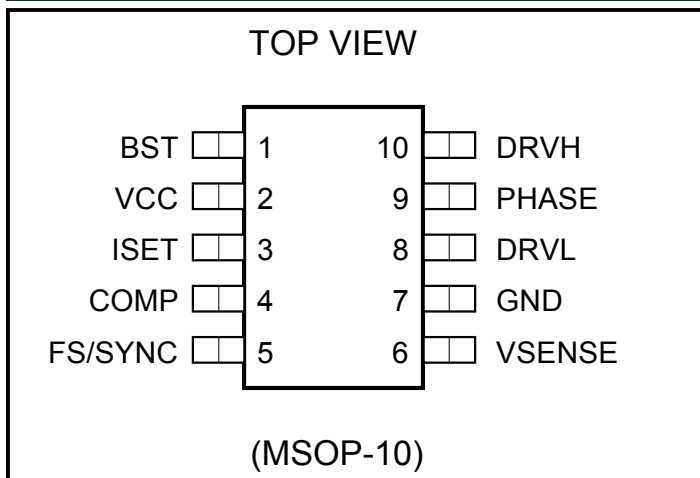 TOP VIEW
BST 1 10 DRVH
VCC 2 9 PHASE
ISET 3 8 DRVL
COMP 4 7 GND
FS/SYNC 5 6 VSENSE
(MSOP-10)